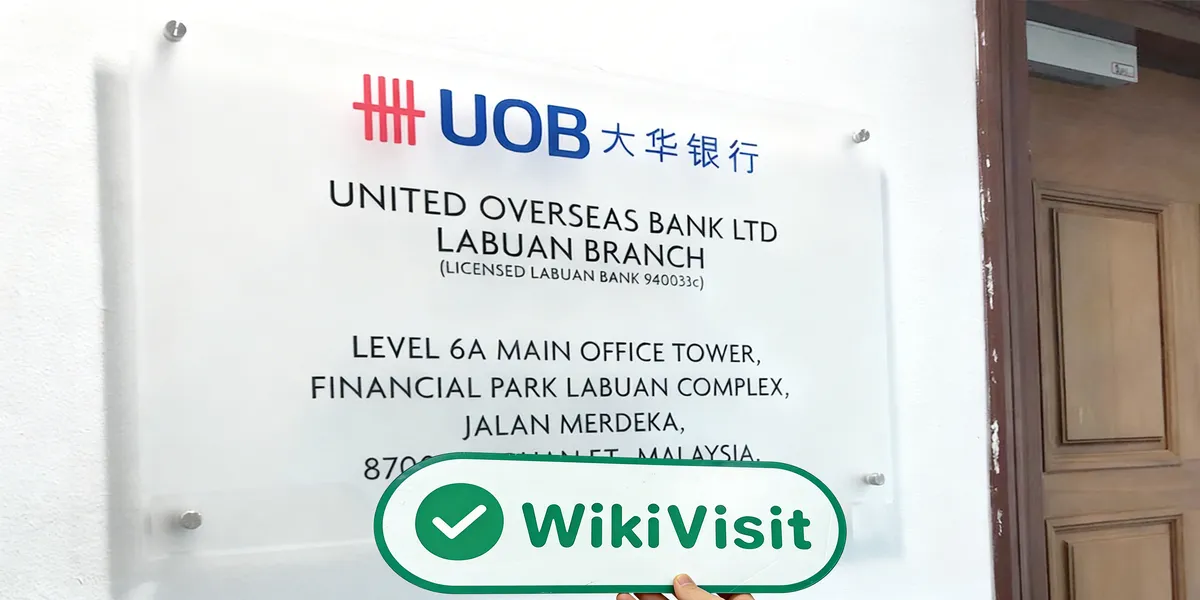 UOB 大华银行
UNITED OVERSEAS BANK LTD
LABUAN BRANCH
(LICENSED LABUAN BANK 940033c)
LEVEL 6A MAIN OFFICE TOWER,
FINANCIAL PARK LABUAN COMPLEX,
JALAN MERDEKA,
MALAYSIA.
WikiVisit